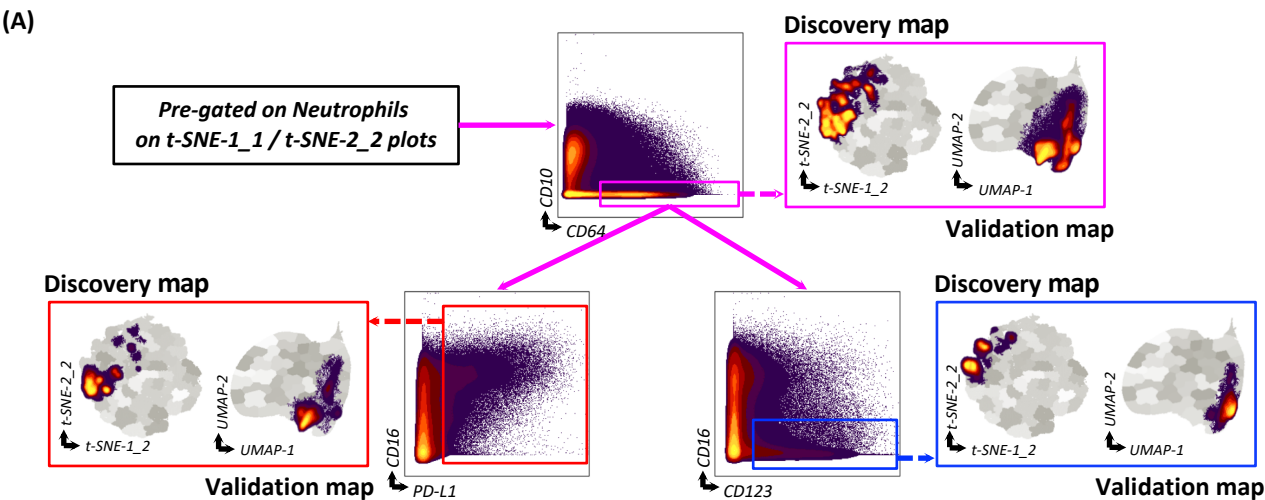 (A)
Discovery map
Pre-gated on Neutrophils
on t-SNE-1_1 / t-SNE-2_2 plots
CD10
CD64
t-SNE-2_2
t-SNE-1_2
UMAP-2
UMAP-1
Validation map
Discovery map
t-SNE-2_2
t-SNE-1_2
UMAP-2
UMAP-1
Validation map
CD16
PD-L1
CD16
CD123
Discovery map
t-SNE-2_2
t-SNE-1_2
UMAP-2
UMAP-1
Validation map